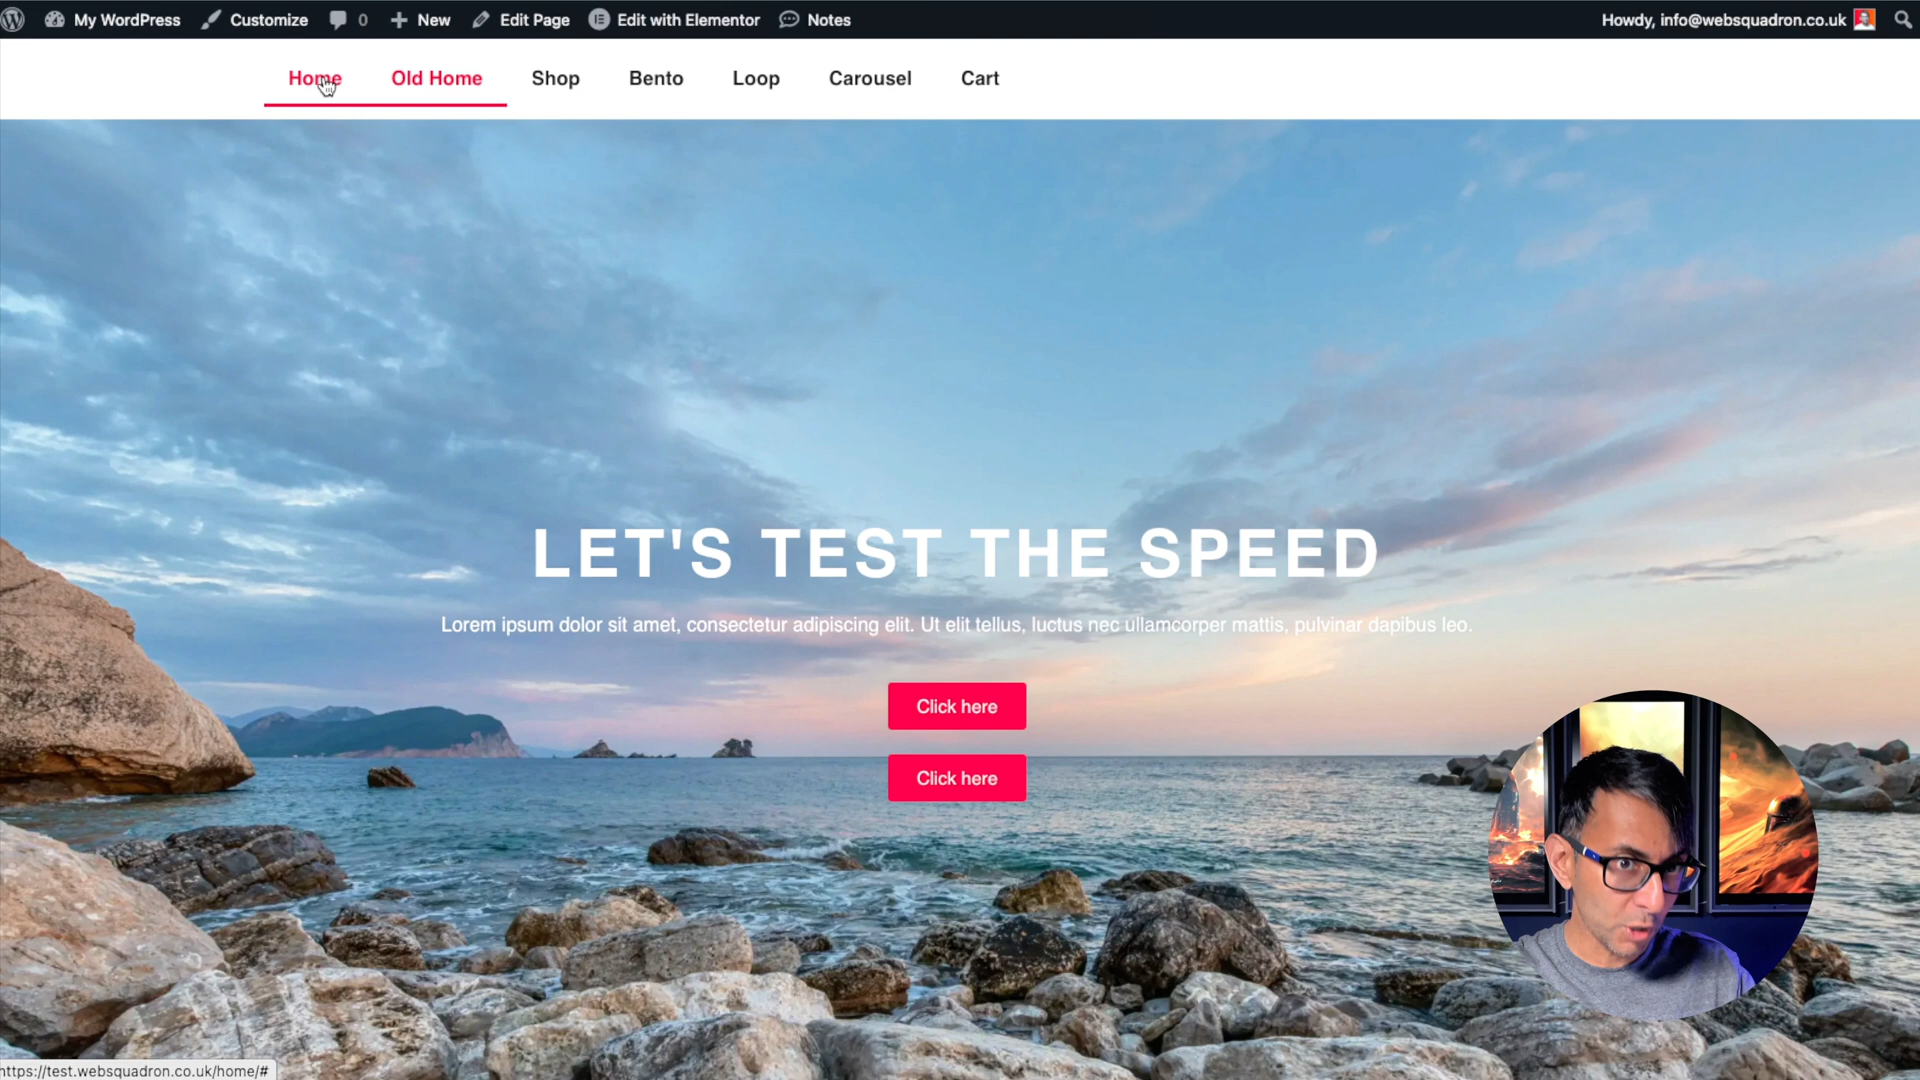 My WordPress Customize 0 New Edit Page Edit with Elementor Notes Howdy, info@websquadron.co.uk
Home Old Home Shop Bento Loop Carousel Cart
LET'S TEST THE SPEED
Lorem ipsum dolor sit amet, consectetur adipiscing elit. Ut elit tellus, luctus nec ullamcorper mattis, pulvinar dapibus leo.
Click here
Click here
https://test.websquadron.co.uk/home/#